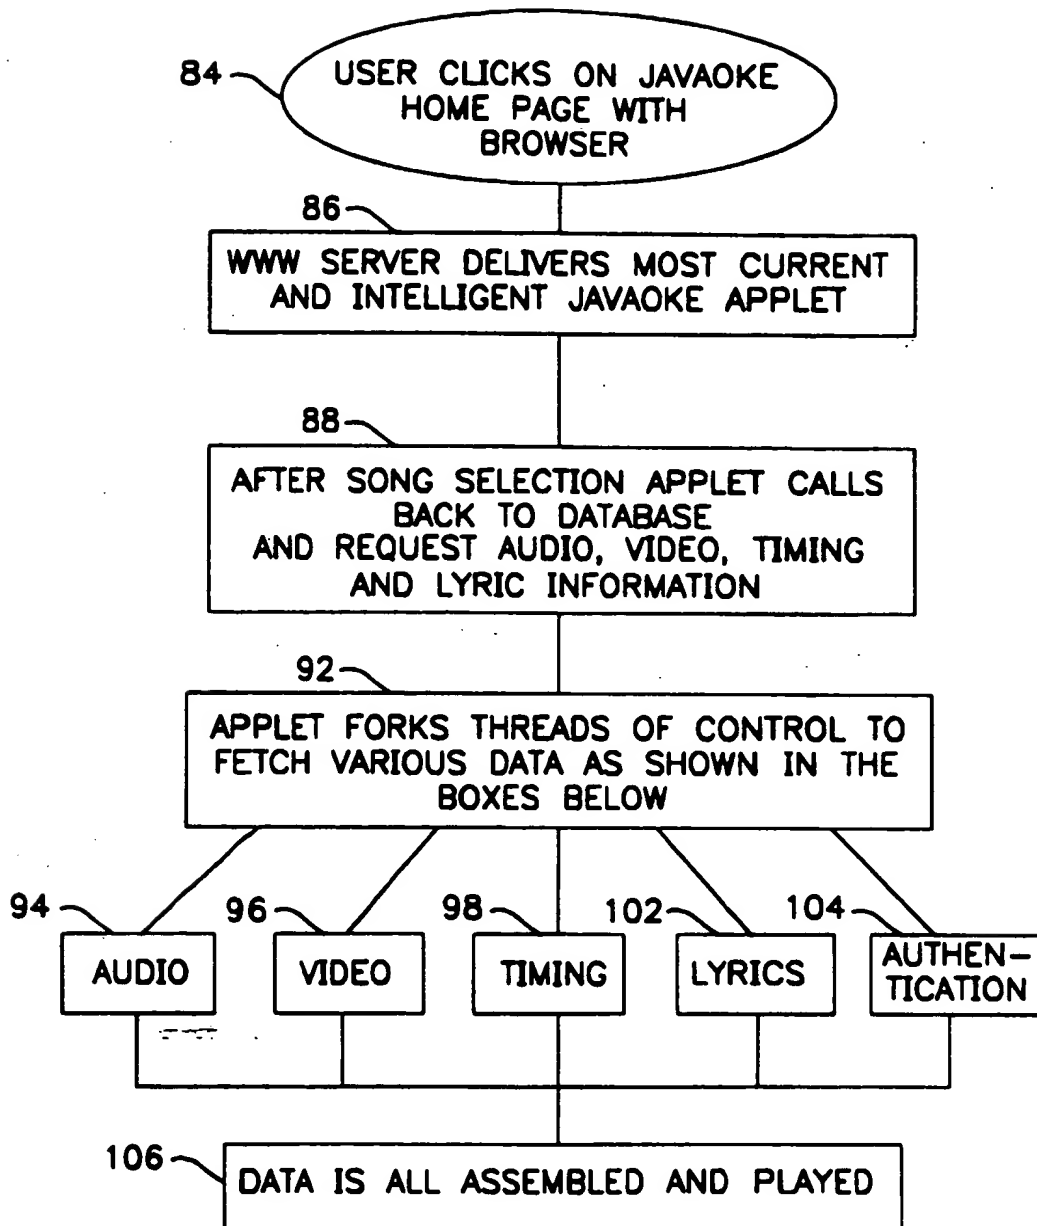 84
USER CLICKS ON JAVAOKE
HOME PAGE WITH
BROWSER
86
WWW SERVER DELIVERS MOST CURRENT
AND INTELLIGENT JAVAOKE APPLET
88
AFTER SONG SELECTION APPLET CALLS
BACK TO DATABASE
AND REQUEST AUDIO, VIDEO, TIMING
AND LYRIC INFORMATION
92
APPLET FORKS THREADS OF CONTROL TO
FETCH VARIOUS DATA AS SHOWN IN THE
BOXES BELOW
94
AUDIO
96
VIDEO
98
TIMING
102
LYRICS
104
AUTHEN-
TICATION
106
DATA IS ALL ASSEMBLED AND PLAYED